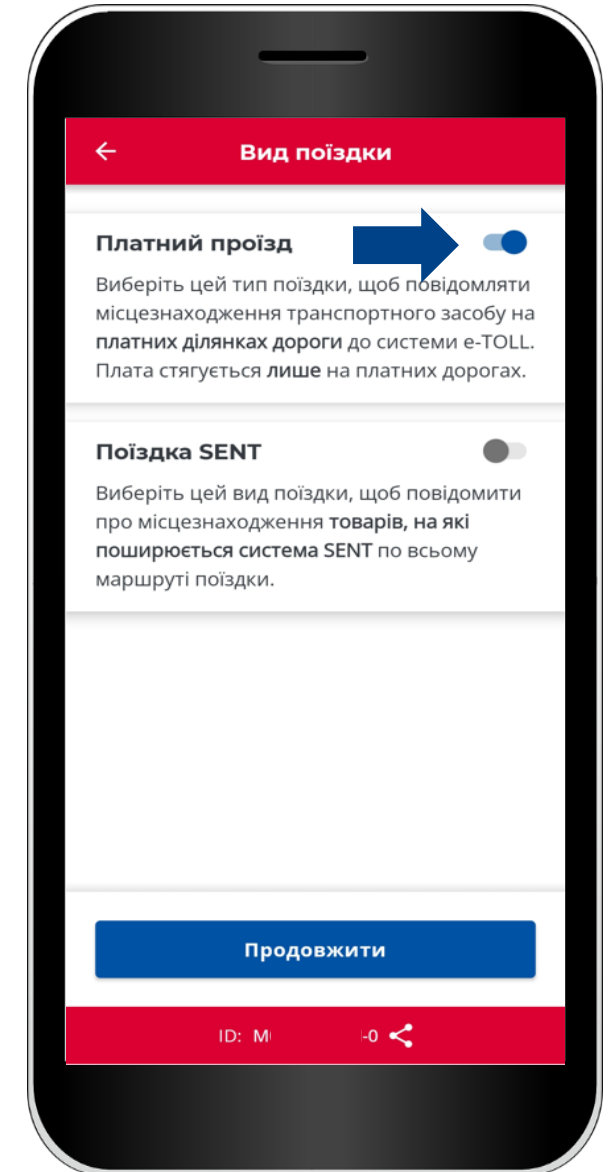 Вид поїздки
Платний проїзд
Виберіть цей тип поїздки, щоб повідомляти
місцезнаходження транспортного засобу на
платних ділянках дороги до системи e-TOLL.
Плата стягується лише на платних дорогах.
Поїздка SENT
Виберіть цей вид поїздки, щоб повідомити
про місцезнаходження товарів, на які
поширюється система SENT по всьому
маршруті поїздки.
Продовжити
ID: M -0